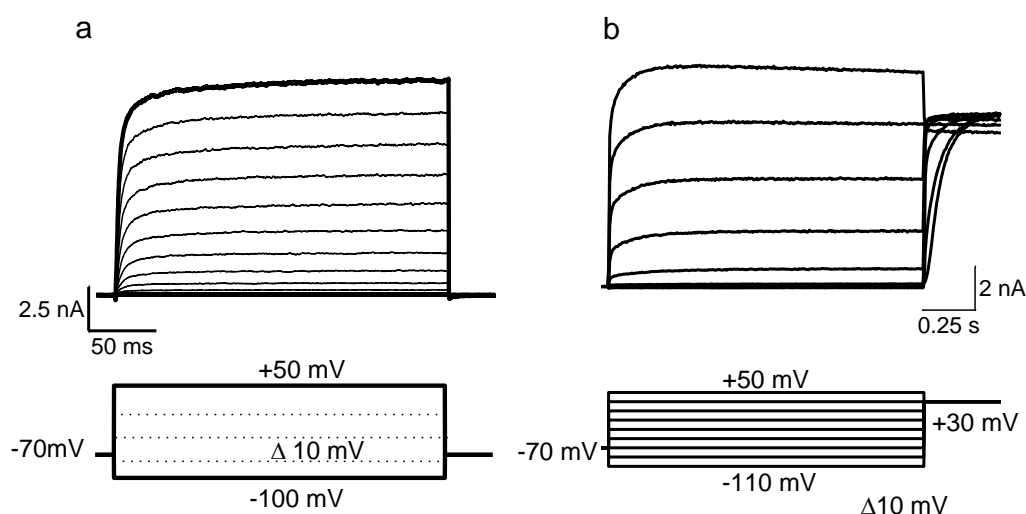 a
2.5 nA
50 ms
+50 mV
-70mV
Δ 10 mV
-100 mV
b
2 nA
0.25 s
+50 mV
+30 mV
-70 mV
-110 mV
Δ10 mV